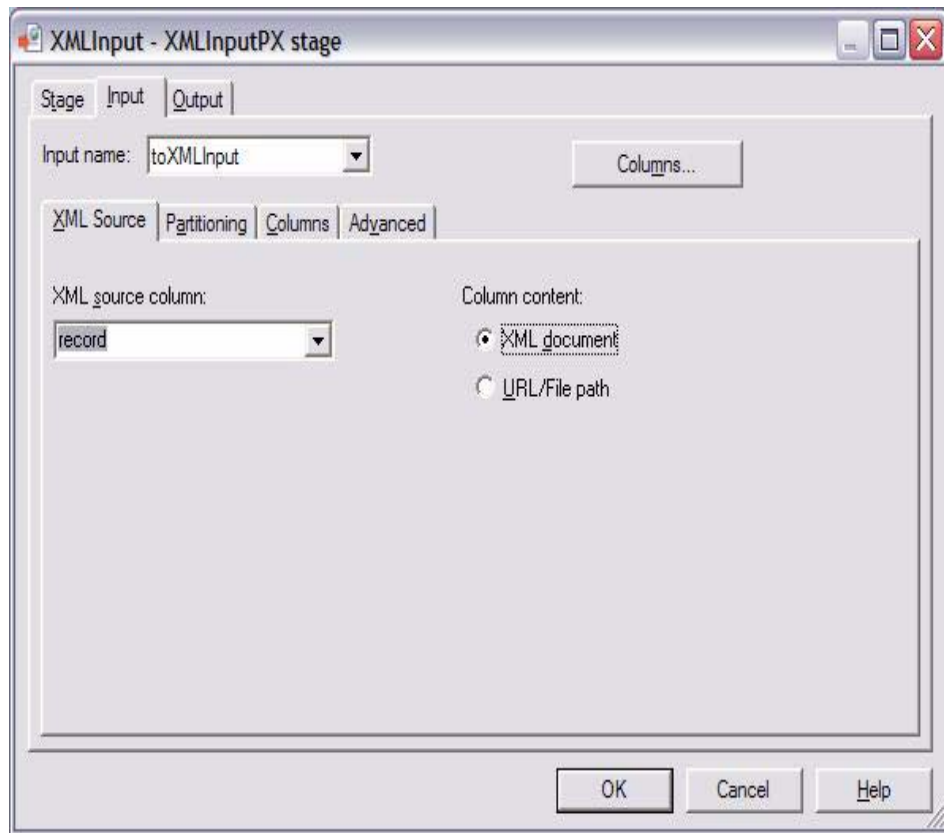 XMLInput - XMLInputPX stage
Stage Input Output
Input name: toXMLInput Columns...
XML Source Partitioning Columns Advanced
XML source column: Column content:
record XML document
URL/File path
OK Cancel Help